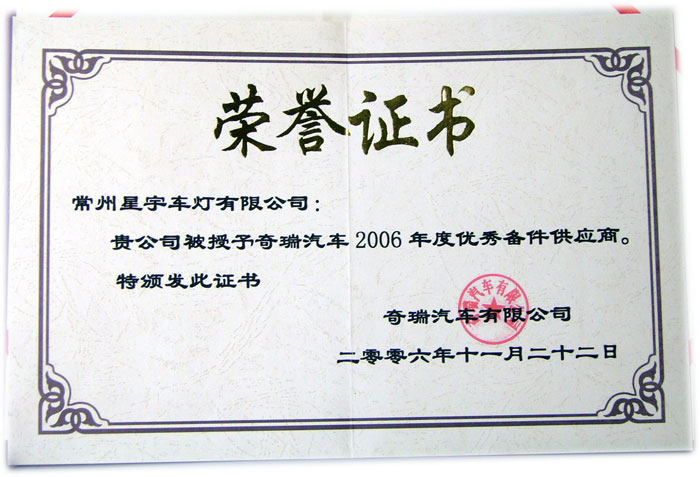 荣誉证书
常州星宇车灯有限公司：
贵公司被授予奇瑞汽车2006年度优秀备件供应商。
特颁发此证书
奇瑞汽车有限公司
二零零六年十一月二十二日